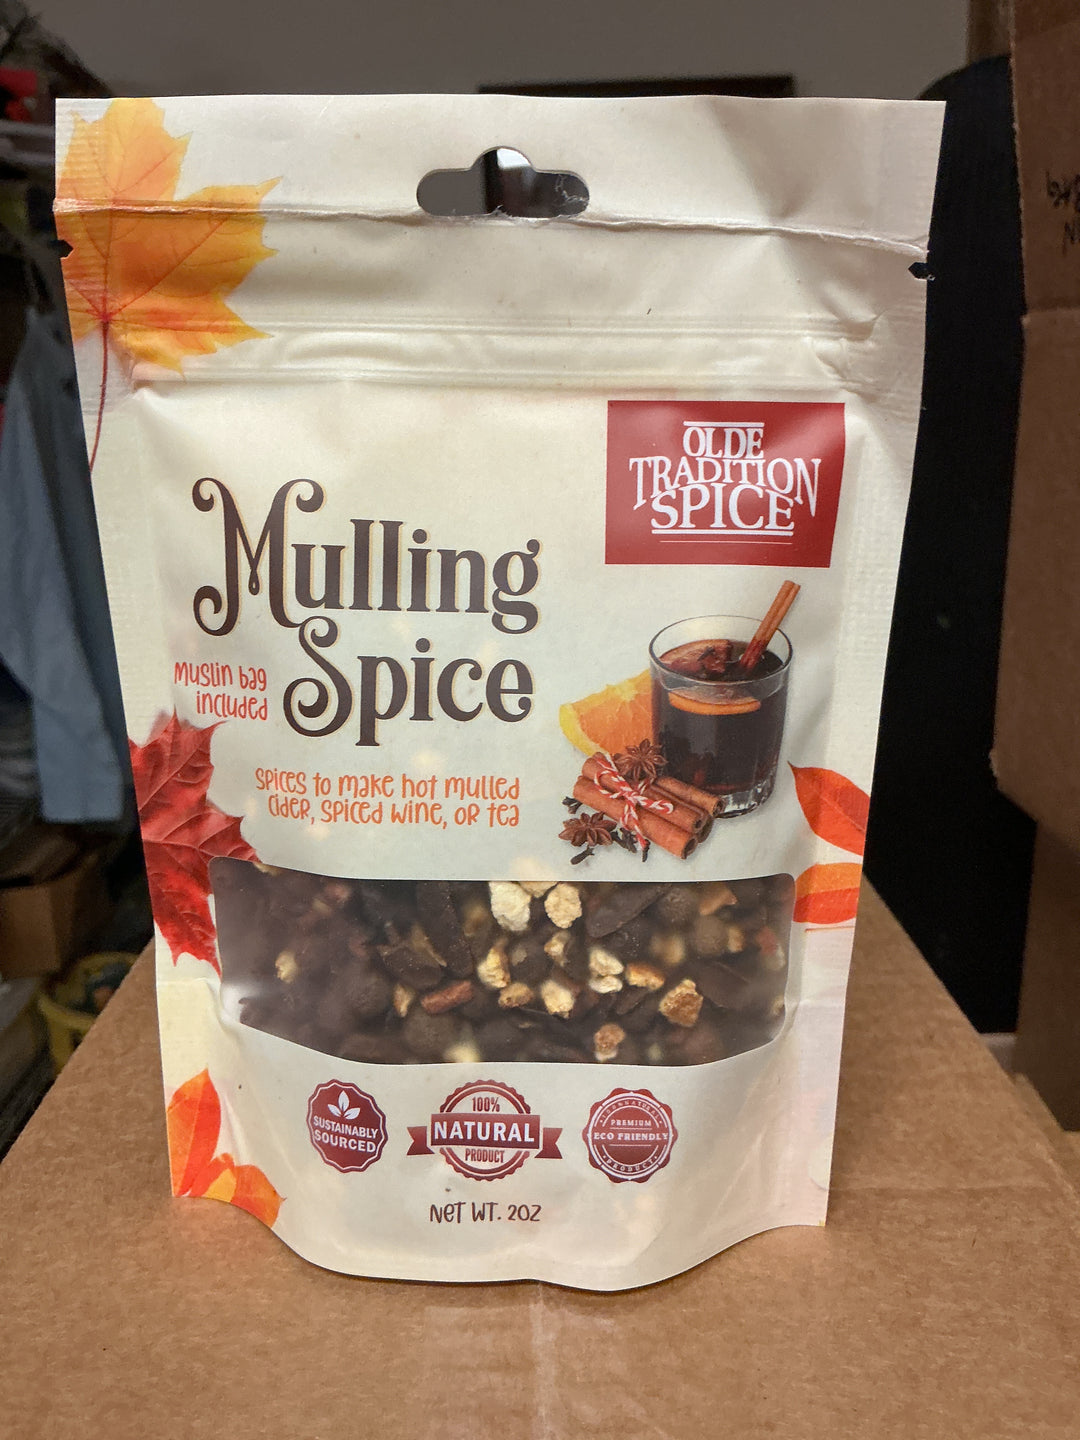 OLDE
TRADITION
SPICE
Mulling
Spice
Muslin bag
included
Spices to make hot mulled
cider, spiced wine, or tea
SUSTAINABLY
SOURCED
100%
NATURAL
PRODUCT
PREMIUM
ECO FRIENDLY
PRODUCT
Net Wt. 2oz